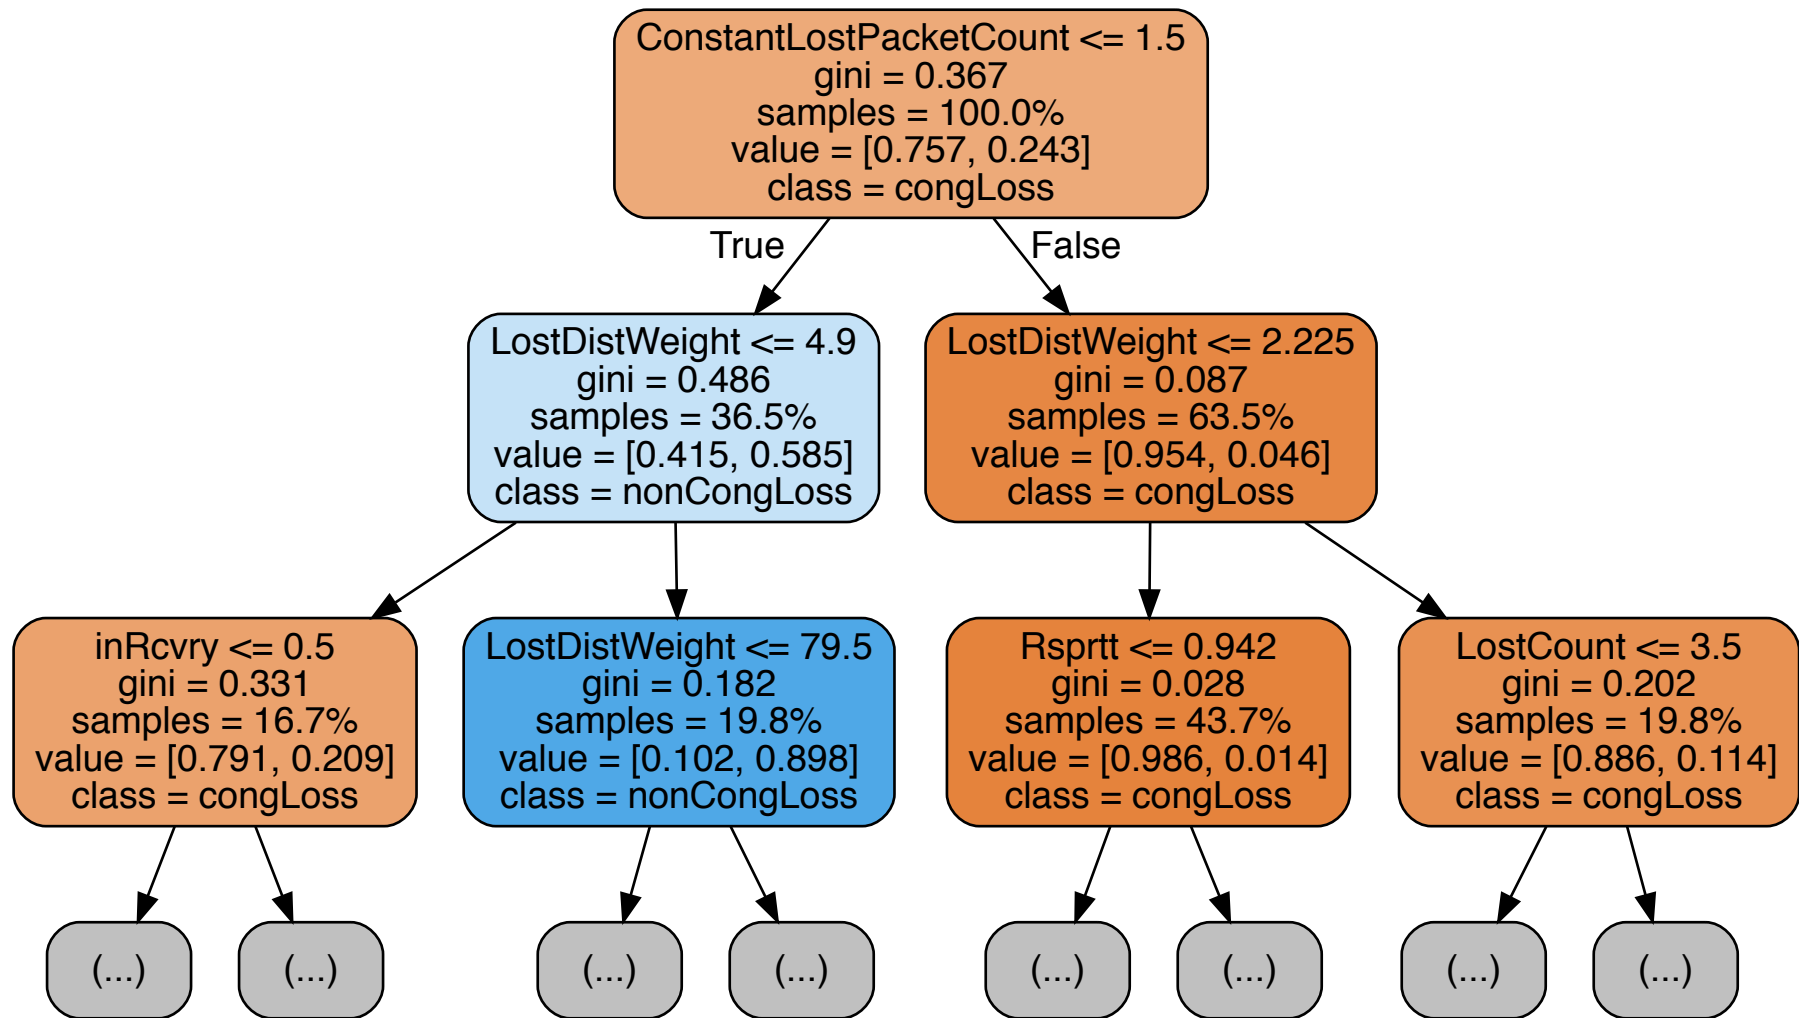 ConstantLostPacketCount <= 1.5
gini = 0.367
samples = 100.0%
value = [0.757, 0.243]
class = congLoss
True
False
LostDistWeight <= 4.9
gini = 0.486
samples = 36.5%
value = [0.415, 0.585]
class = nonCongLoss
LostDistWeight <= 2.225
gini = 0.087
samples = 63.5%
value = [0.954, 0.046]
class = congLoss
inRcvry <= 0.5
gini = 0.331
samples = 16.7%
value = [0.791, 0.209]
class = congLoss
LostDistWeight <= 79.5
gini = 0.182
samples = 19.8%
value = [0.102, 0.898]
class = nonCongLoss
Rsprtt <= 0.942
gini = 0.028
samples = 43.7%
value = [0.986, 0.014]
class = congLoss
LostCount <= 3.5
gini = 0.202
samples = 19.8%
value = [0.886, 0.114]
class = congLoss
(...)
(...)
(...)
(...)
(...)
(...)
(...)
(...)